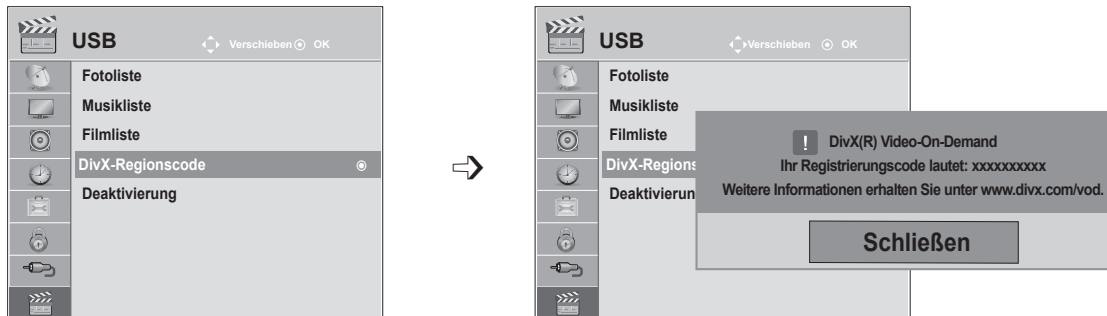 USB
Verschieben OK
Fotoliste
Musikliste
Filmliste
DivX-Regionscode
Deaktivierung
USB
Verschieben OK
Fotoliste
Musikliste
Filmliste
DivX-Regions
Deaktivierun
! DivX(R) Video-On-Demand
Ihr Registrierungscode lautet: xxxxxxxxxx
Weitere Informationen erhalten Sie unter www.divx.com/vod.
Schließen